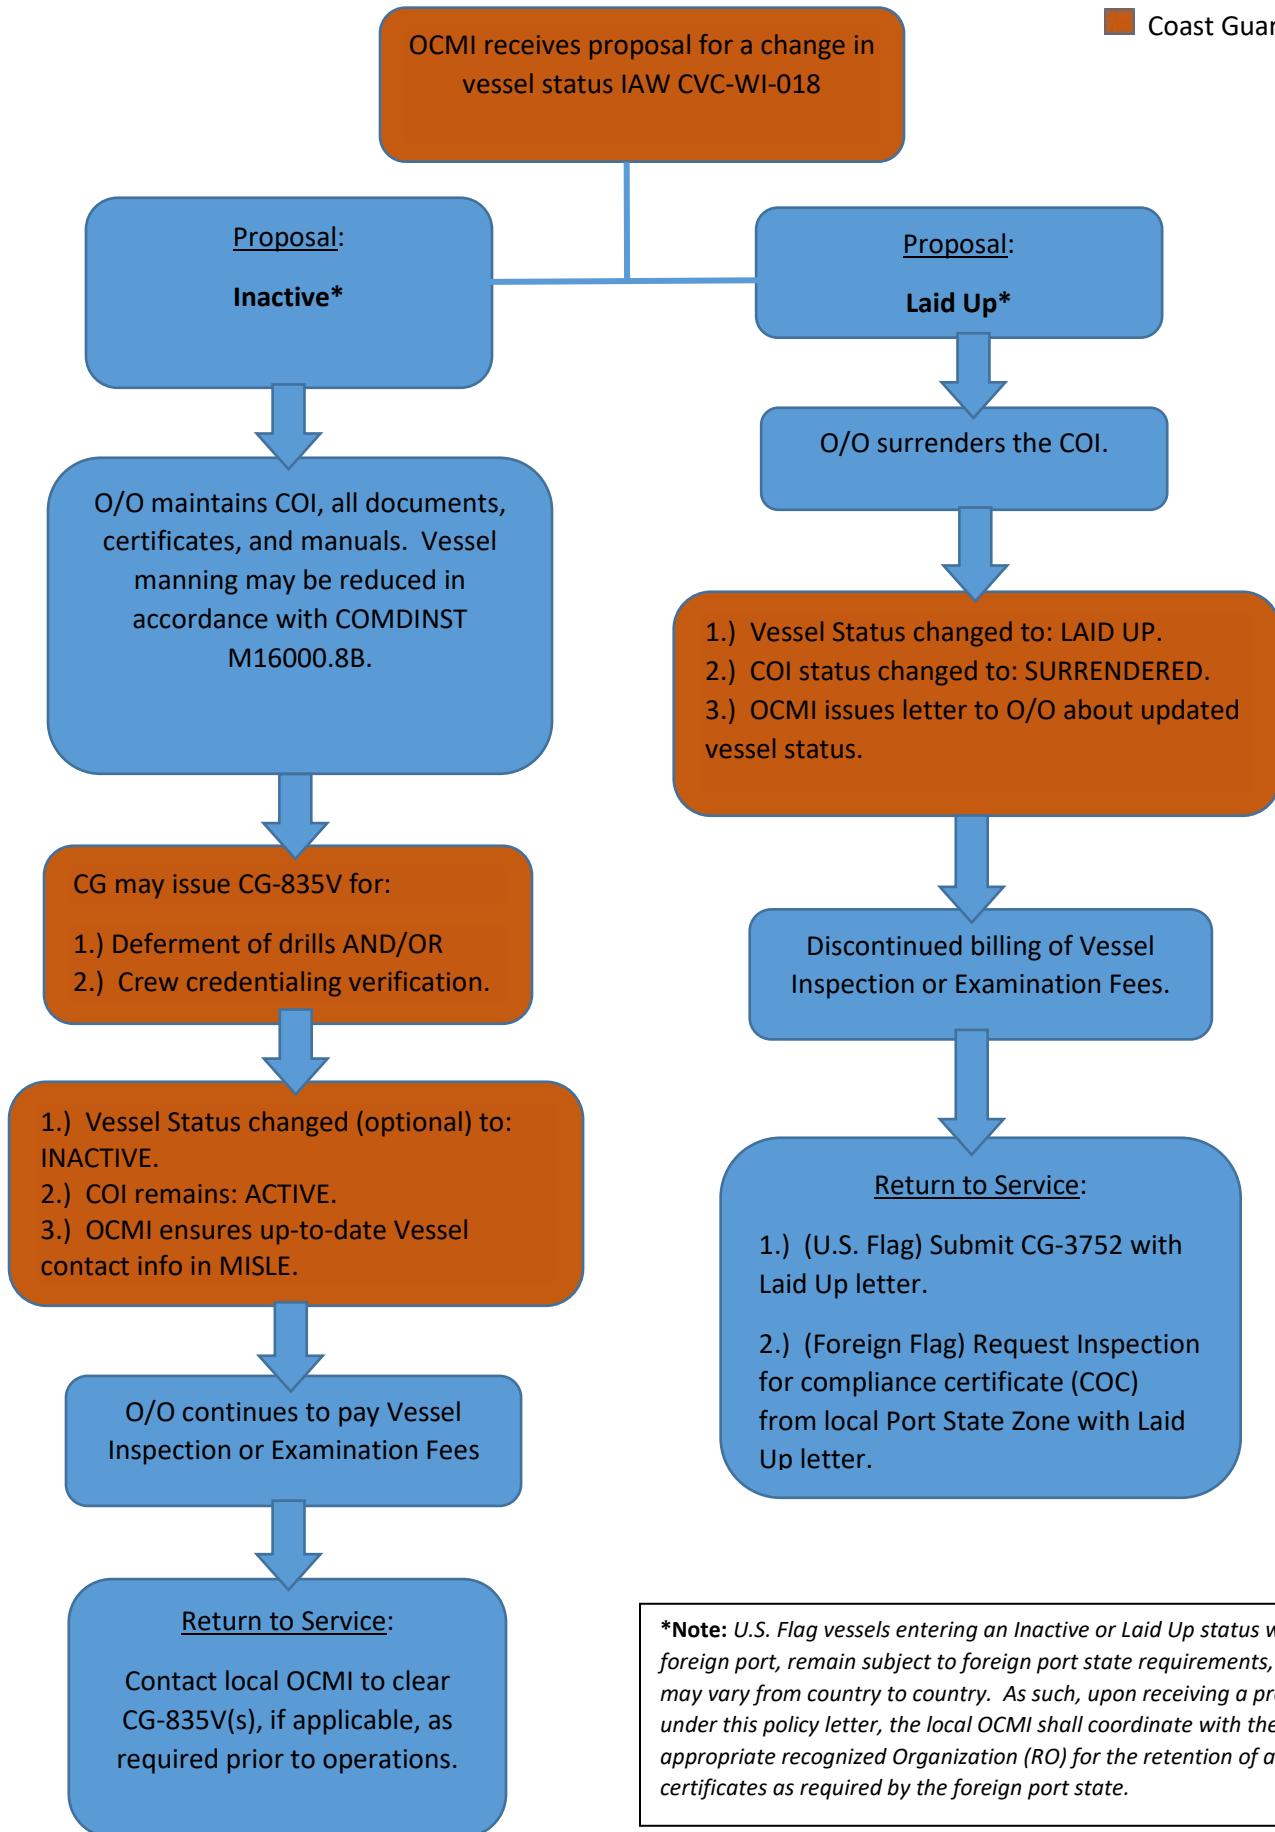 Coast Guar
OCMI receives proposal for a change in
vessel status IAW CVC-WI-018
Proposal:
Inactive*
O/O maintains COI, all documents,
certificates, and manuals.  Vessel
manning may be reduced in
accordance with COMDINST
M16000.8B.
CG may issue CG-835V for:
1.) Deferment of drills AND/OR
2.)  Crew credentialing verification.
1.)  Vessel Status changed (optional) to:
INACTIVE.
2.)  COI remains: ACTIVE.
3.)  OCMI ensures up-to-date Vessel
contact info in MISLE.
O/O continues to pay Vessel
Inspection or Examination Fees
Return to Service:
Contact local OCMI to clear
CG-835V(s), if applicable, as
required prior to operations.
Proposal:
Laid Up*
O/O surrenders the COI.
1.)  Vessel Status changed to: LAID UP.
2.)  COI status changed to: SURRENDERED.
3.)  OCMI issues letter to O/O about updated
vessel status.
Discontinued billing of Vessel
Inspection or Examination Fees.
Return to Service:
1.)  (U.S. Flag) Submit CG-3752 with
Laid Up letter.
2.)  (Foreign Flag) Request Inspection
for compliance certificate (COC)
from local Port State Zone with Laid
Up letter.
*Note: U.S. Flag vessels entering an Inactive or Laid Up status w
foreign port, remain subject to foreign port state requirements,
may vary from country to country.  As such, upon receiving a pr
under this policy letter, the local OCMI shall coordinate with the
appropriate recognized Organization (RO) for the retention of a
certificates as required by the foreign port state.